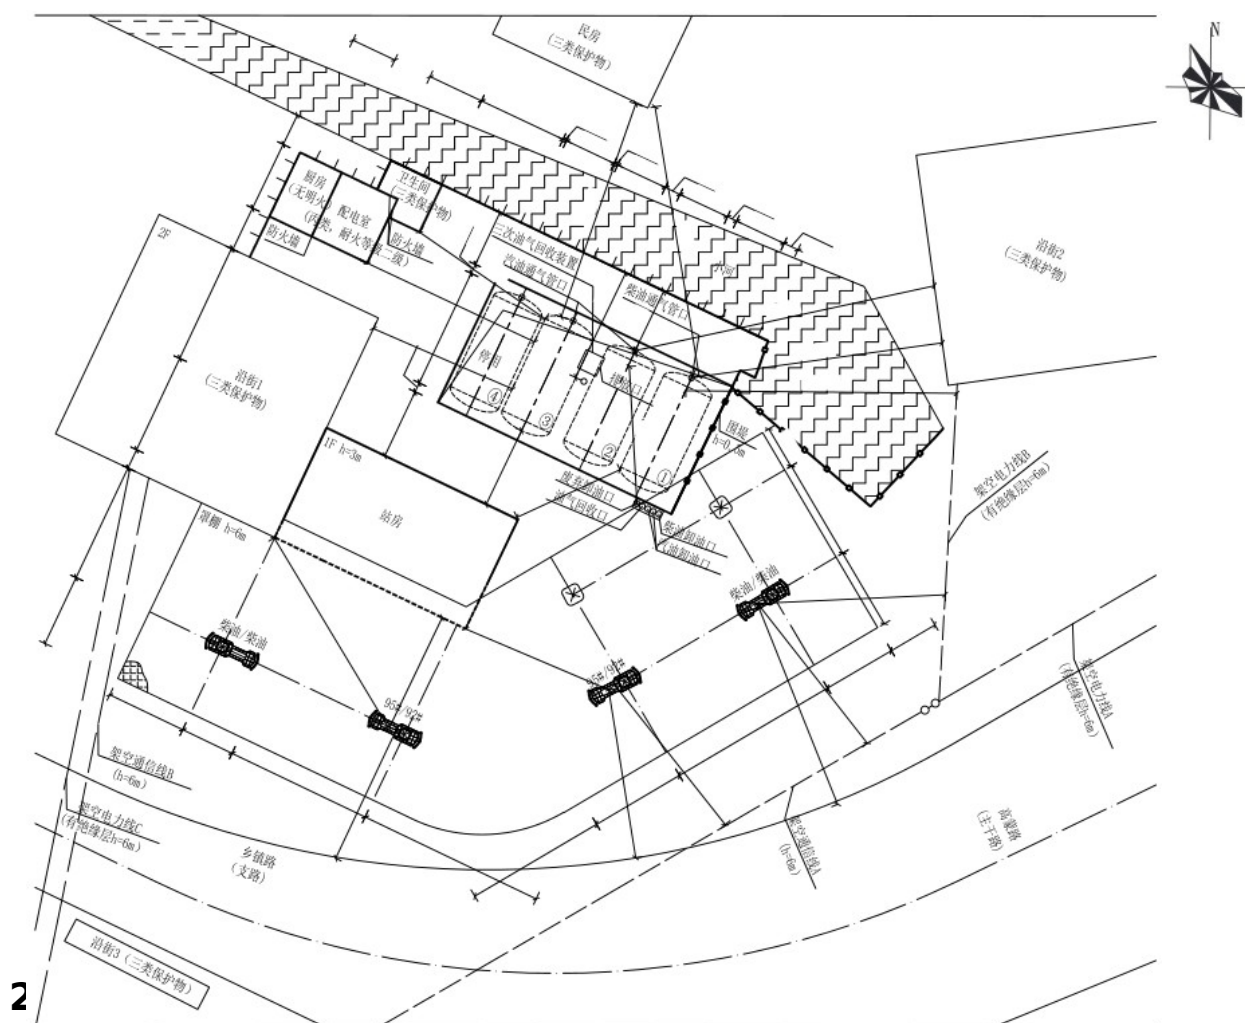 N
民房
(三类保护物)
卫生间
(三类保护物)
厨房
(无明火)
配电室
(丙类, 耐火等级二级)
防火墙
防火墙
三次油气回收装置
汽油通气管口
柴油通气管口
小河
沿街2
(三类保护物)
2F
沿街1
(三类保护物)
停用
④
③
②
①
围堤
1F h=3m
站房
罩棚 h=6m
油气回收口
柴油卸油口
汽油卸油口
架空电力线B
(有绝缘层h=6m)
柴油/柴油
柴油/柴油
95#/92#
95#/92#
架空电力线A
(有绝缘层h=6m)
架空通信线B
(h=6m)
架空电力线C
(有绝缘层h=6m)
乡镇路
(支路)
架空通信线A
(h=6m)
高蒙路
(主干路)
沿街3 (三类保护物)
2